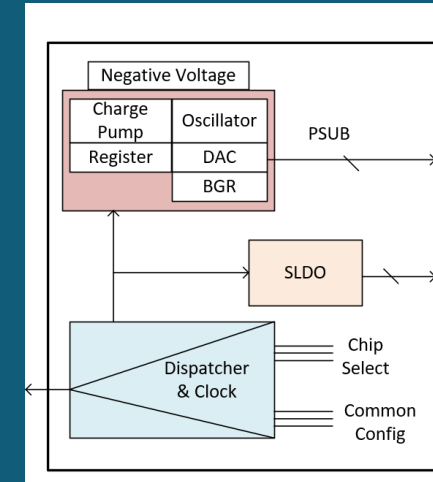 Negative Voltage
Charge
Pump
Oscillator
Register
DAC
BGR
PSUB
SLDO
Dispatcher
& Clock
Chip
Select
Common
Config